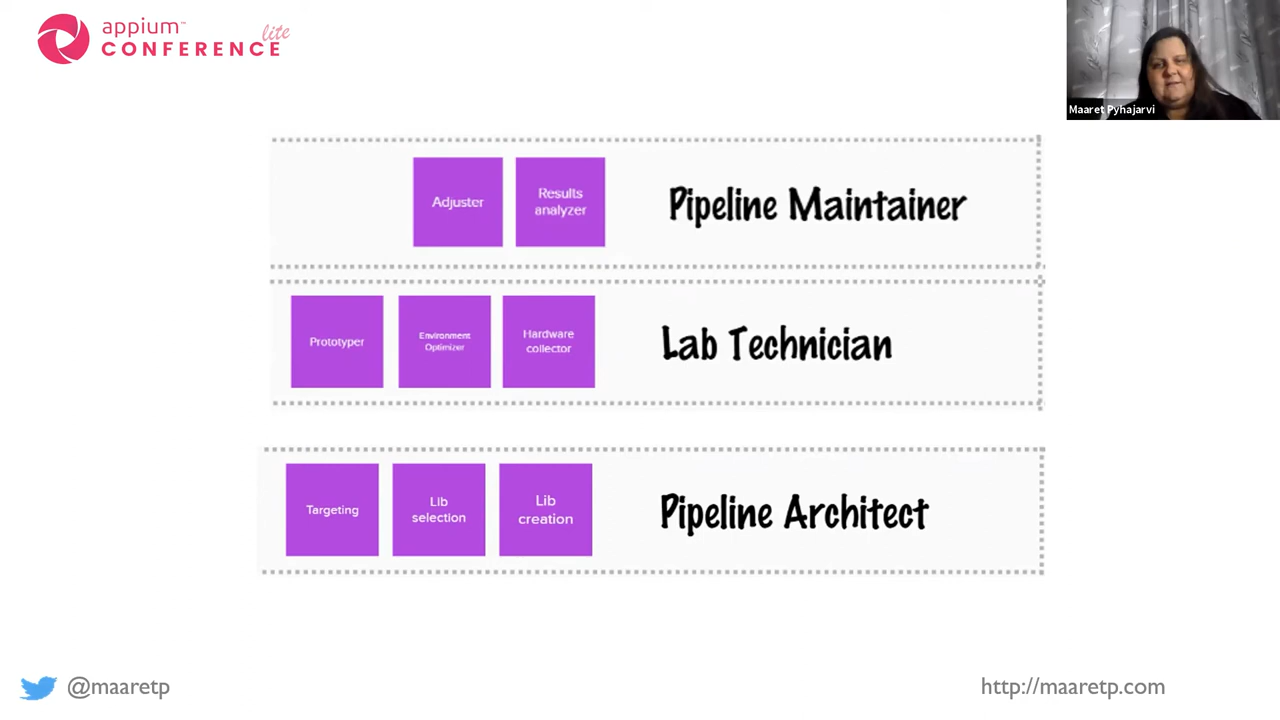 appium™
CONFERENCE lite
Maaret Pyhajarvi
Adjuster
Results
analyzer
Pipeline Maintainer
Prototyper
Environment
Optimizer
Hardware
collector
Lab Technician
Targeting
Lib
selection
Lib
creation
Pipeline Architect
@maaretp
http://maaretp.com